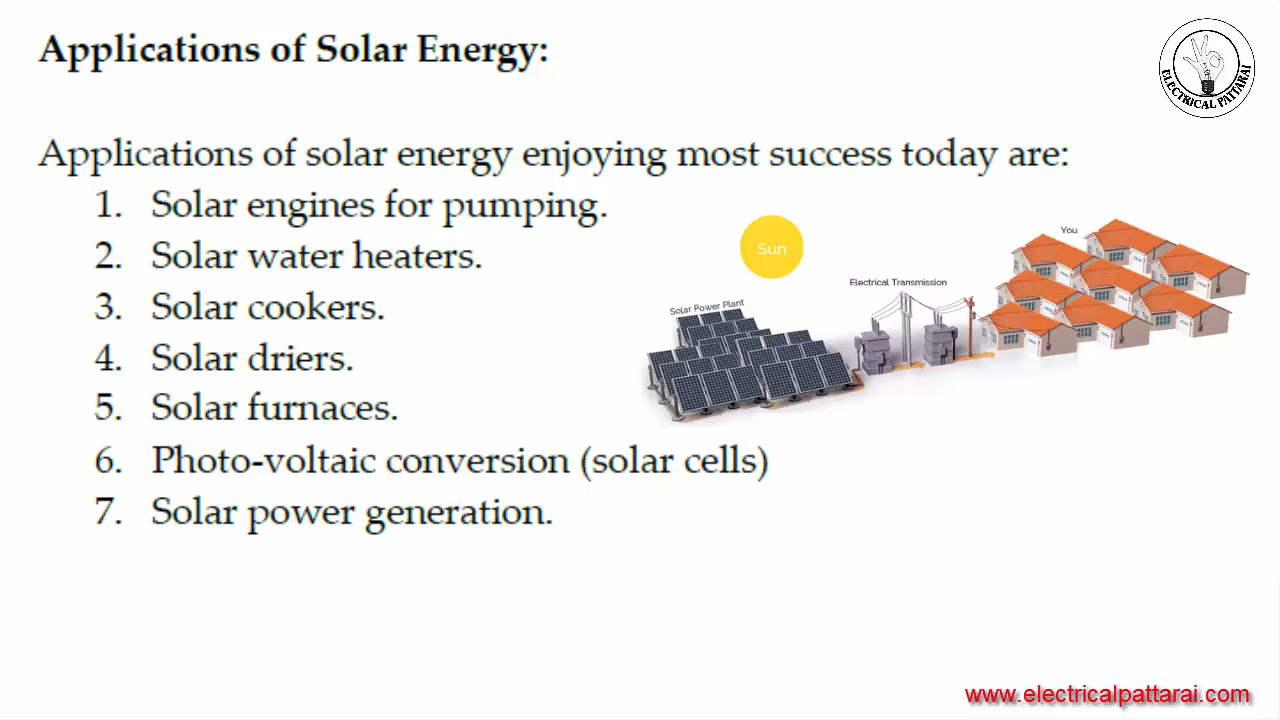 Applications of Solar Energy:
ELECTRICAL PATTARAI
Applications of solar energy enjoying most success today are:
1. Solar engines for pumping.
2. Solar water heaters.
3. Solar cookers.
4. Solar driers.
5. Solar furnaces.
6. Photo-voltaic conversion (solar cells)
7. Solar power generation.
Sun
You
Electrical Transmission
Solar Power Plant
www.electricalpattarai.com